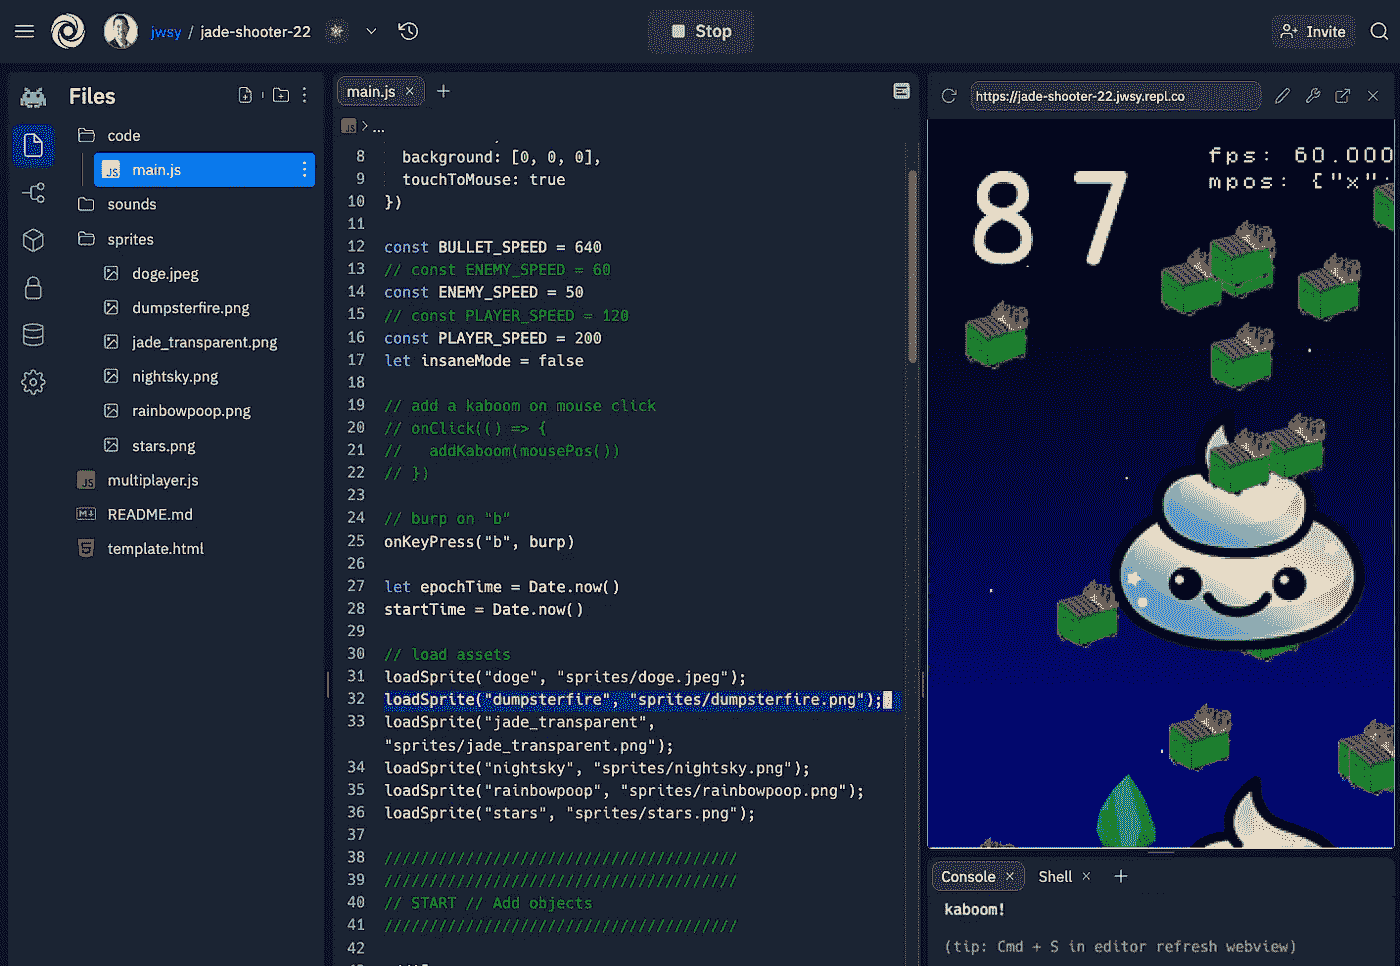 jwsy / jade-shooter-22
Stop
Invite
Files
code
JS main.js
sounds
sprites
doge.jpeg
dumpsterfire.png
jade_transparent.png
nightsky.png
rainbowpoop.png
stars.png
JS multiplayer.js
README.md
template.html
main.js
JS > ...
8 background: [0, 0, 0],
9 touchToMouse: true
10 })
11
12 const BULLET_SPEED = 640
13 // const ENEMY_SPEED = 60
14 const ENEMY_SPEED = 50
15 // const PLAYER_SPEED = 120
16 const PLAYER_SPEED = 200
17 let insaneMode = false
18
19 // add a kaboom on mouse click
20 // onClick(() => {
21 //   addKaboom(mousePos())
22 // })
23
24 // burp on "b"
25 onKeyPress("b", burp)
26
27 let epochTime = Date.now()
28 startTime = Date.now()
29
30 // load assets
31 loadSprite("doge", "sprites/doge.jpeg");
32 loadSprite("dumpsterfire", "sprites/dumpsterfire.png");
33 loadSprite("jade_transparent",
"sprites/jade_transparent.png");
34 loadSprite("nightsky", "sprites/nightsky.png");
35 loadSprite("rainbowpoop", "sprites/rainbowpoop.png");
36 loadSprite("stars", "sprites/stars.png");
37
38 ///////////////////////////////////////
39 ///////////////////////////////////////
40 // START // Add objects
41 ///////////////////////////////////////
42
https://jade-shooter-22.jwsy.repl.co
87
fps: 60.000
mpos: {"x":
Console
Shell
kaboom!
(tip: Cmd + S in editor refresh webview)